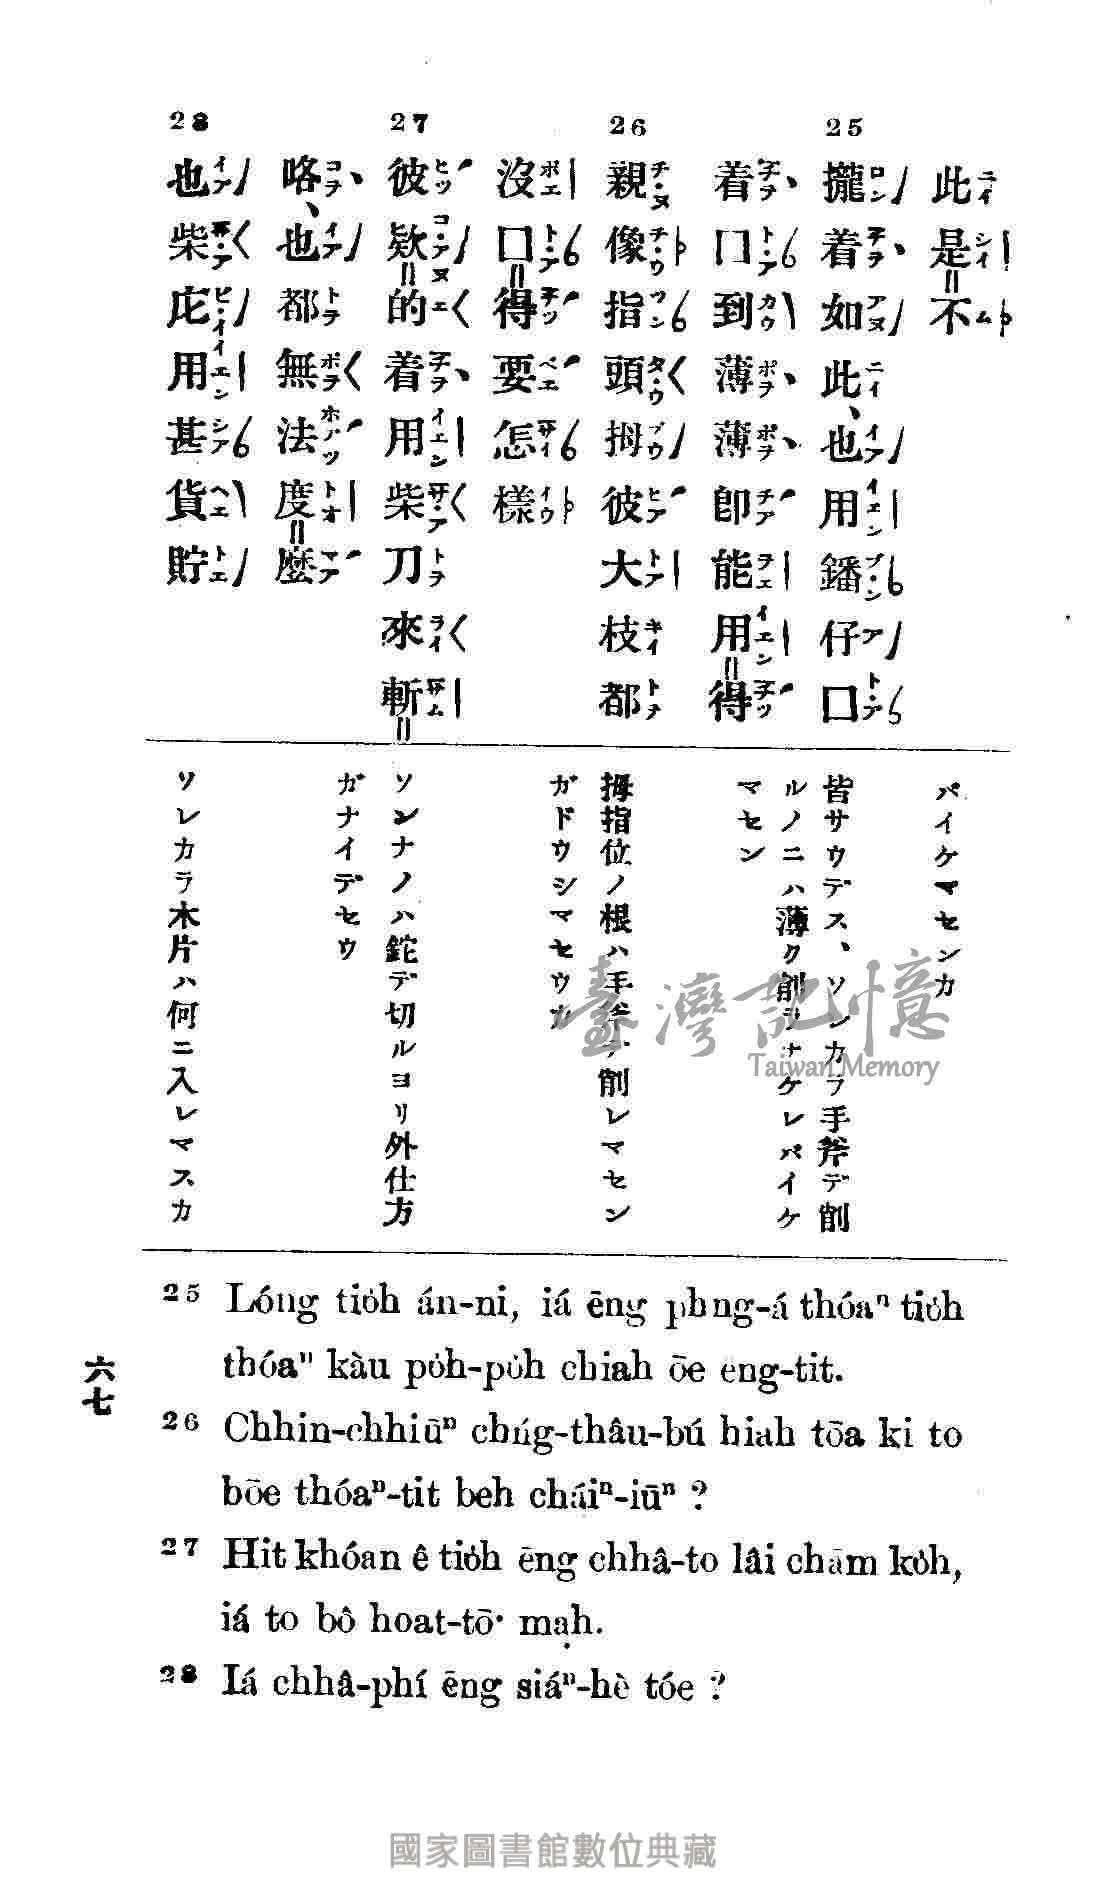 此是不
25
攏着如此、也用鐇仔口
着口到薄薄卽能用得
26
親像指頭拇彼大枝都
沒口得要怎樣
27
彼欵的着用柴刀來斬
咯、也都無法度麽
28
也柴庀用甚貨貯
パイケマセンカ
皆サウデス、ソンカラ手斧デ削
ルノニハ薄ク削ラナケレパイケ
マセン
拇指位ノ根ハ手斧デ削レマセン
ガドウシマセウカ
ソンナノハ鉈デ切ルヨリ外仕方
ガナイデセウ
ソレカラ木片ハ何ニ入レマスカ
25 Lóng tio̍h án-ni, iá ēng phng-á thóaⁿ tio̍h
thóaⁿ kàu po̍h-po̍h chiah ōe ēng-tit.
26 Chhin-chhiūⁿ chńg-thâu-bú hiah tōa ki to
bōe thóaⁿ-tit beh cháiⁿ-iūⁿ ?
27 Hit khóan ê tio̍h ēng chhâ-to lâi chām ko̍h,
iá to bô hoat-tō· mạh.
28 Iá chhâ-phí ēng siáⁿ-hè tóe ?
六七
臺灣記憶
Taiwan Memory
國家圖書館數位典藏